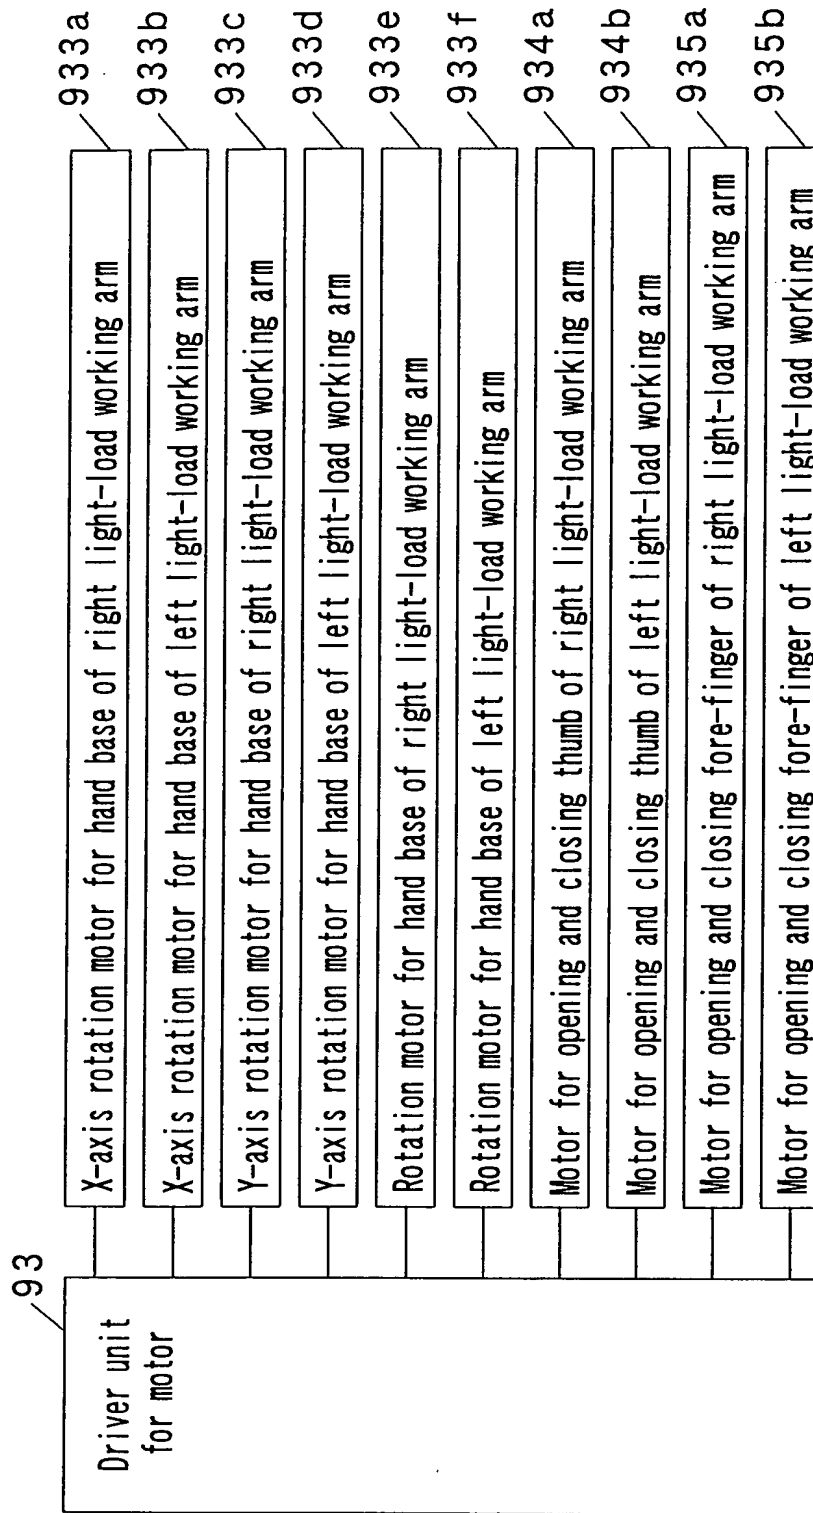 93
Driver unit
for motor
X-axis rotation motor for hand base of right light-load working arm
933a
X-axis rotation motor for hand base of left light-load working arm
933b
Y-axis rotation motor for hand base of right light-load working arm
933c
Y-axis rotation motor for hand base of left light-load working arm
933d
Rotation motor for hand base of right light-load working arm
933e
Rotation motor for hand base of left light-load working arm
933f
Motor for opening and closing thumb of right light-load working arm
934a
Motor for opening and closing thumb of left light-load working arm
934b
Motor for opening and closing fore-finger of right light-load working arm
935a
Motor for opening and closing fore-finger of left light-load working arm
935b